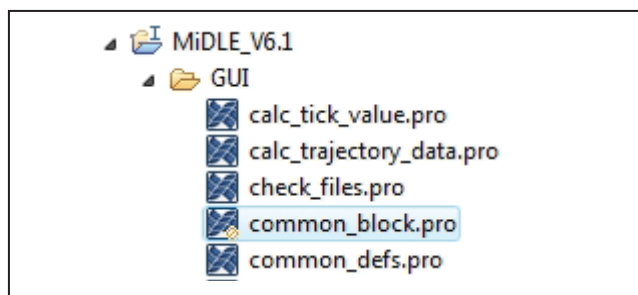 MiDLE_V6.1
GUI
calc_tick_value.pro
calc_trajectory_data.pro
check_files.pro
common_block.pro
common_defs.pro